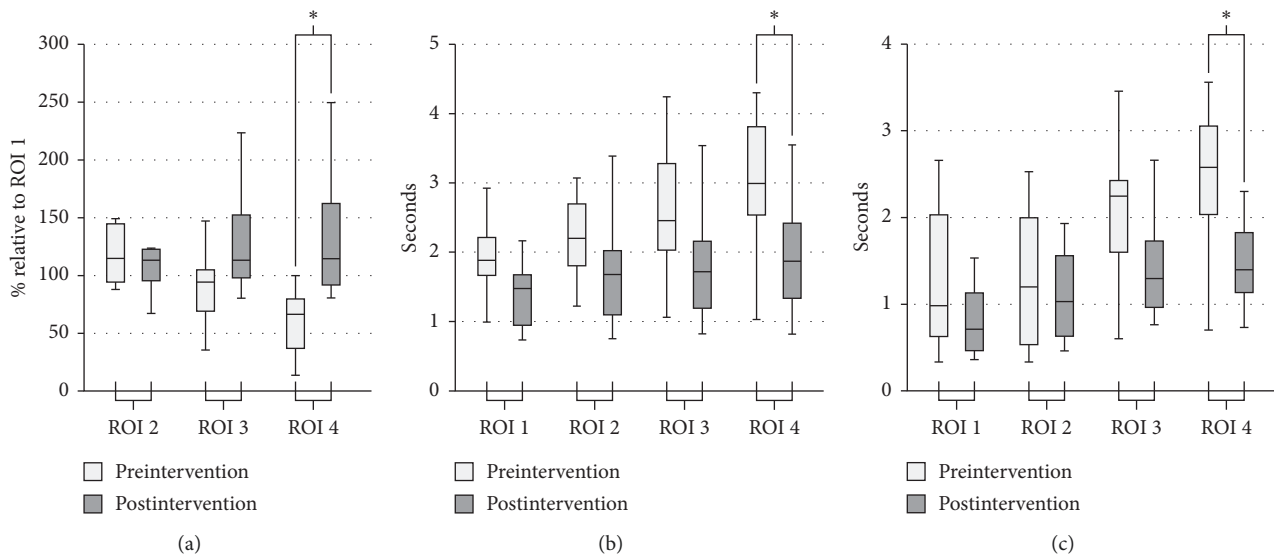 *
300
250
200
150
100
50
0
% relative to ROI 1
ROI 2 ROI 3 ROI 4
Preintervention
Postintervention
(a)
*
5
4
3
2
1
0
Seconds
ROI 1 ROI 2 ROI 3 ROI 4
Preintervention
Postintervention
(b)
*
4
3
2
1
0
Seconds
ROI 1 ROI 2 ROI 3 ROI 4
Preintervention
Postintervention
(c)